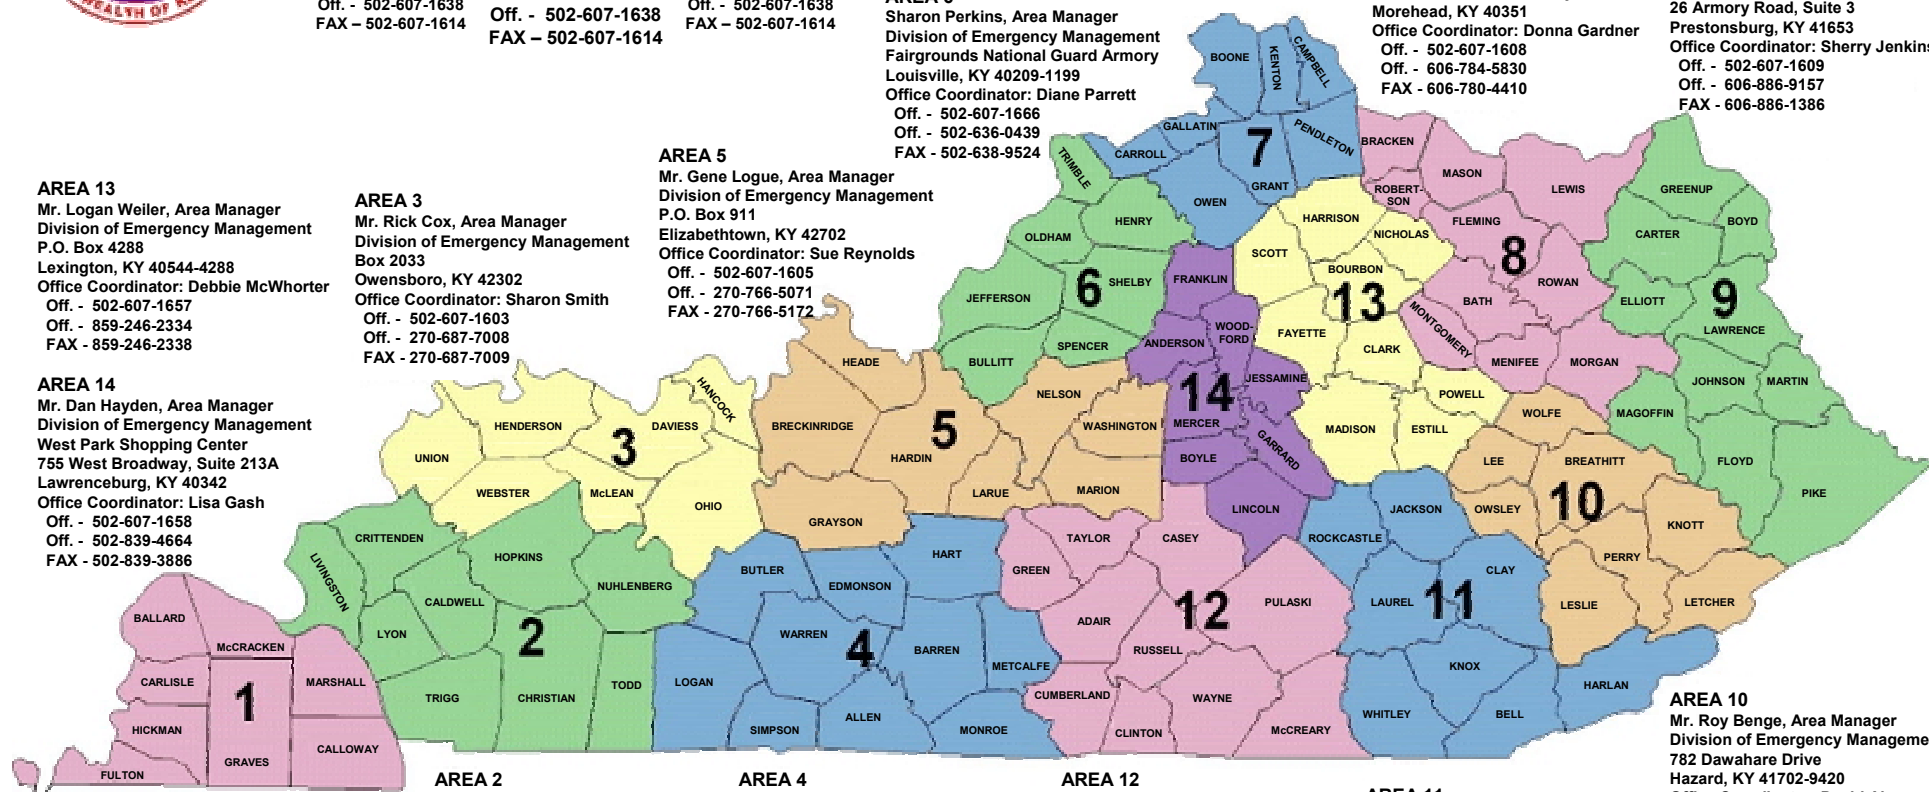 WEALTH OF K
Off. - 502-607-1638
FAX – 502-607-1614
Off. - 502-607-1638
FAX – 502-607-1614
Off. - 502-607-1638
FAX – 502-607-1614
Sharon Perkins, Area Manager
Division of Emergency Management
Fairgrounds National Guard Armory
Louisville, KY 40209-1199
Office Coordinator: Diane Parrett
Off. - 502-607-1666
Off. - 502-636-0439
FAX - 502-638-9524
Morehead, KY 40351
Office Coordinator: Donna Gardner
Off. - 502-607-1608
Off. - 606-784-5830
FAX - 606-780-4410
26 Armory Road, Suite 3
Prestonsburg, KY 41653
Office Coordinator: Sherry Jenkins
Off. - 502-607-1609
Off. - 606-886-9157
FAX - 606-886-1386
AREA 13
Mr. Logan Weiler, Area Manager
Division of Emergency Management
P.O. Box 4288
Lexington, KY 40544-4288
Office Coordinator: Debbie McWhorter
Off. - 502-607-1657
Off. - 859-246-2334
FAX - 859-246-2338
AREA 3
Mr. Rick Cox, Area Manager
Division of Emergency Management
Box 2033
Owensboro, KY 42302
Office Coordinator: Sharon Smith
Off. - 502-607-1603
Off. - 270-687-7008
FAX - 270-687-7009
AREA 5
Mr. Gene Logue, Area Manager
Division of Emergency Management
P.O. Box 911
Elizabethtown, KY 42702
Office Coordinator: Sue Reynolds
Off. - 502-607-1605
Off. - 270-766-5071
FAX - 270-766-5172
AREA 14
Mr. Dan Hayden, Area Manager
Division of Emergency Management
West Park Shopping Center
755 West Broadway, Suite 213A
Lawrenceburg, KY 40342
Office Coordinator: Lisa Gash
Off. - 502-607-1658
Off. - 502-839-4664
FAX - 502-839-3886
BOONE
KENTON
CAMPBELL
GALLATIN
CARROLL
7
PENDLETON
GRANT
OWEN
BRACKEN
MASON
ROBERT-
SON
LEWIS
FLEMING
8
ROWAN
BATH
MONTGOMERY
MENIFEE
MORGAN
GREENUP
BOYD
CARTER
ELLIOTT
9
LAWRENCE
JOHNSON
MARTIN
MAGOFFIN
FLOYD
PIKE
TRIMBLE
HENRY
OLDHAM
6
SHELBY
JEFFERSON
SPENCER
BULLITT
HARRISON
NICHOLAS
SCOTT
BOURBON
13
FAYETTE
CLARK
POWELL
MADISON
ESTILL
FRANKLIN
WOOD-
FORD
ANDERSON
JESSAMINE
14
MERCER
GARRARD
BOYLE
LINCOLN
HEADE
BRECKINRIDGE
5
NELSON
WASHINGTON
HARDIN
LARUE
MARION
GRAYSON
HANCOCK
HENDERSON
3
DAVIESS
UNION
WEBSTER
McLEAN
OHIO
WOLFE
LEE
BREATHITT
OWSLEY
10
KNOTT
PERRY
LESLIE
LETCHER
JACKSON
ROCKCASTLE
CLAY
LAUREL
11
KNOX
HARLAN
WHITLEY
BELL
TAYLOR
CASEY
GREEN
12
PULASKI
ADAIR
RUSSELL
CUMBERLAND
WAYNE
CLINTON
McCREARY
HART
BUTLER
EDMONSON
WARREN
4
BARREN
METCALFE
LOGAN
ALLEN
SIMPSON
MONROE
CRITTENDEN
HOPKINS
LIVINGSTON
NUHLENBERG
CALDWELL
LYON
2
TRIGG
CHRISTIAN
TODD
BALLARD
McCRACKEN
CARLISLE
MARSHALL
1
HICKMAN
CALLOWAY
GRAVES
FULTON
AREA 2
AREA 4
AREA 12
AREA 10
Mr. Roy Benge, Area Manager
Division of Emergency Manageme
782 Dawahare Drive
Hazard, KY 41702-9420